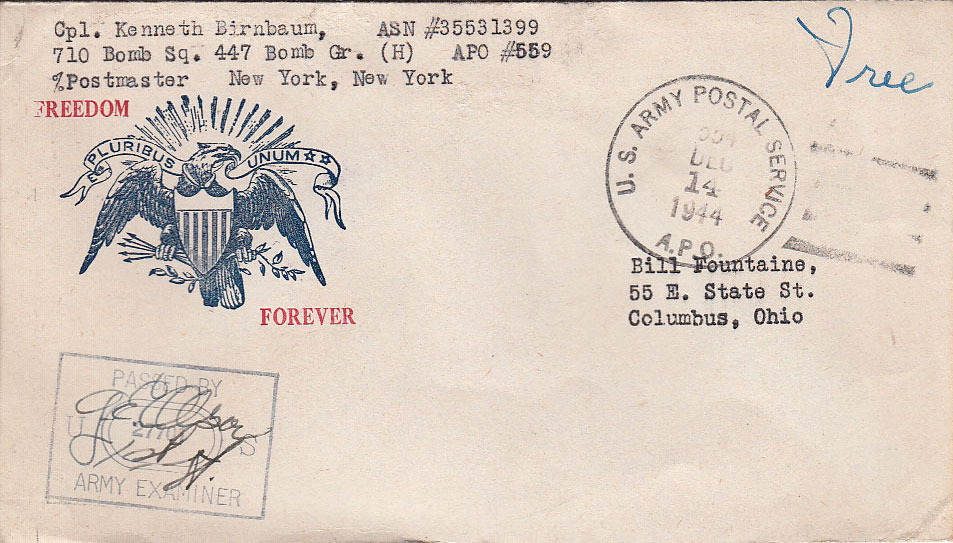 Cpl. Kenneth Birnbaum, ASN #35531399
710 Bomb Sq. 447 Bomb Gr. (H) APO #559
%Postmaster New York, New York
Free
FREEDOM
E PLURIBUS UNUM
FOREVER
U. S. ARMY POSTAL SERVICE
DEC
14
1944
A.P.O.
Bill Fountaine,
55 E. State St.
Columbus, Ohio
PASSED BY
U S
ARMY EXAMINER